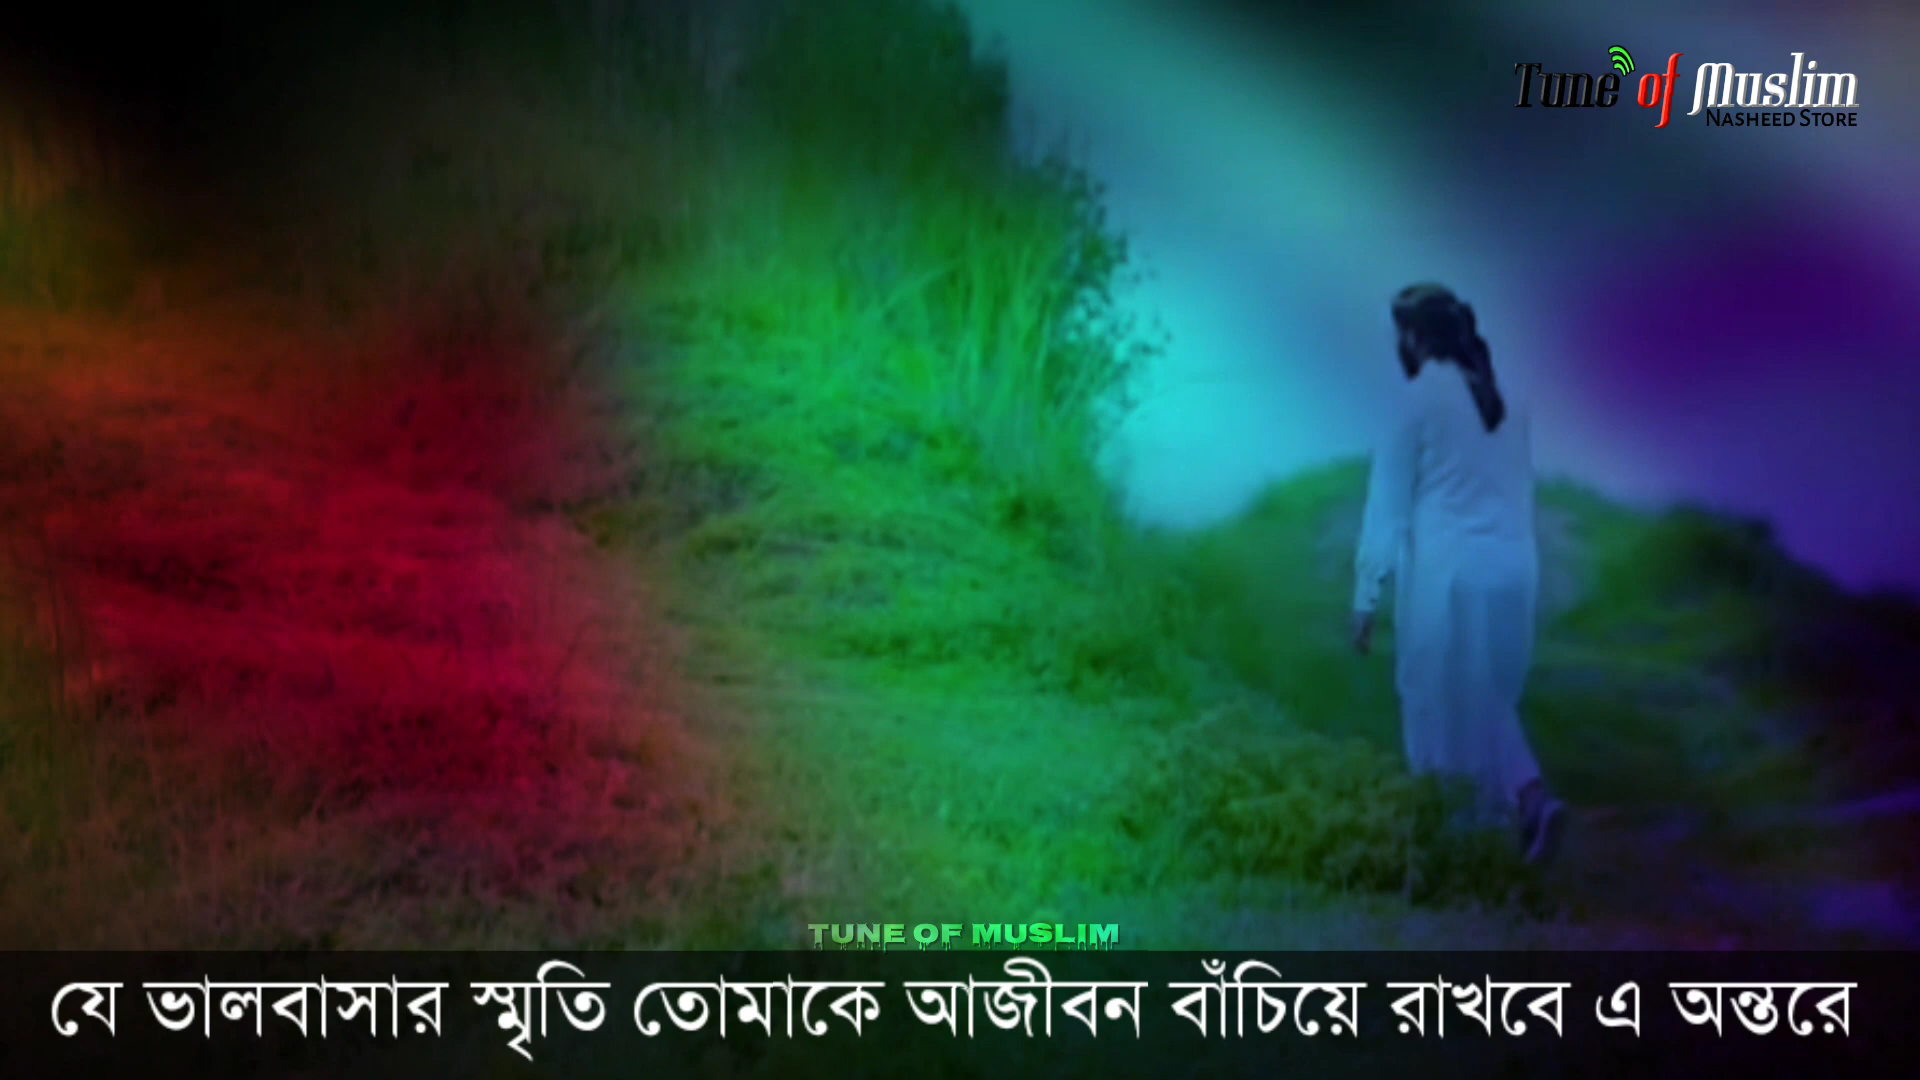 Tune of Muslim
NASHEED STORE
TUNE OF MUSLIM
যে ভালবাসার স্মৃতি তোমাকে আজীবন বাঁচিয়ে রাখবে এ অন্তরে